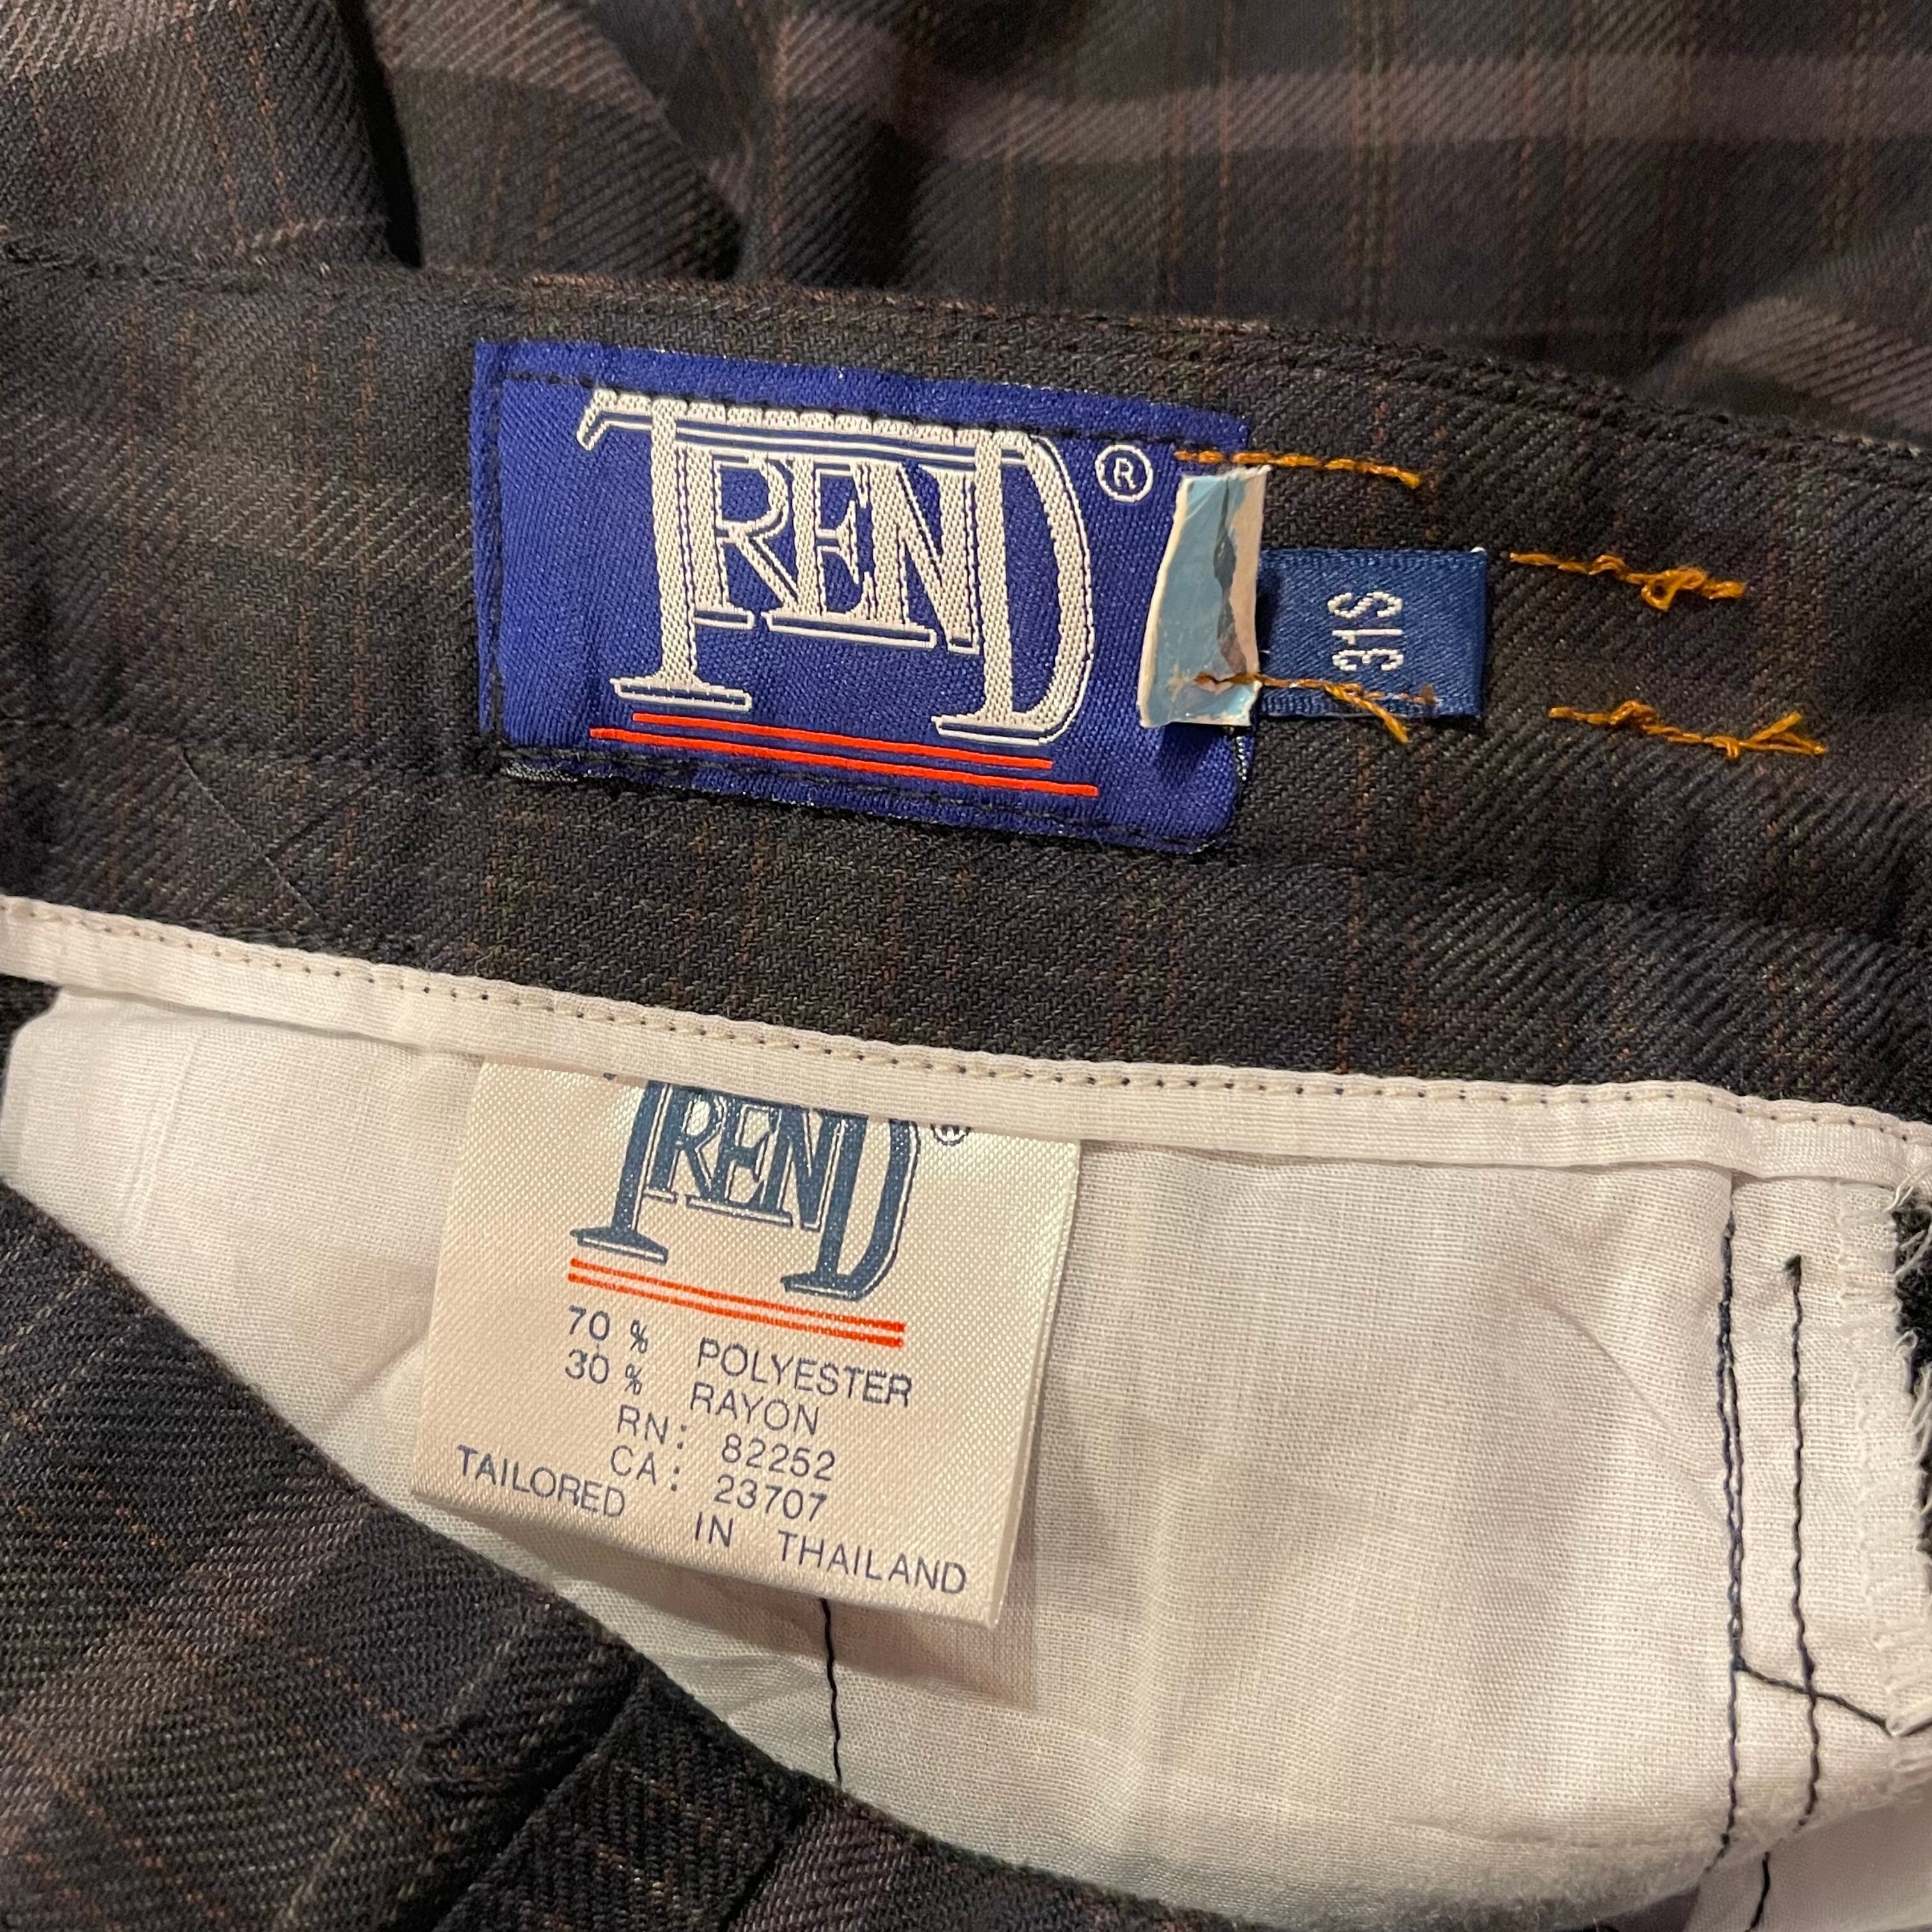 TREND ®
31S
TREND ®
70 % POLYESTER
30 % RAYON
RN: 82252
CA: 23707
TAILORED IN THAILAND